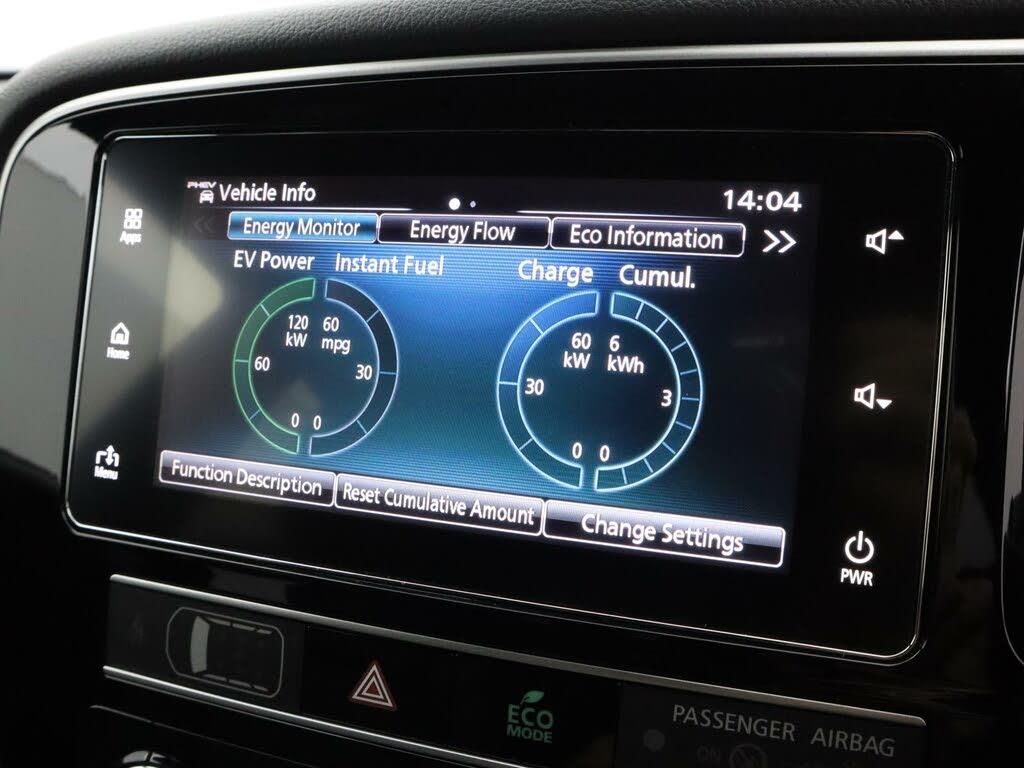 PHEV Vehicle Info 14:04
Apps
Energy Monitor Energy Flow Eco Information
EV Power Instant Fuel Charge Cumul.
120 60 60 6
kW mpg kW kWh
60 30 30 3
0 0 0 0
Home
Menu
Function Description Reset Cumulative Amount Change Settings
PWR
ECO
MODE
PASSENGER AIRBAG
ON